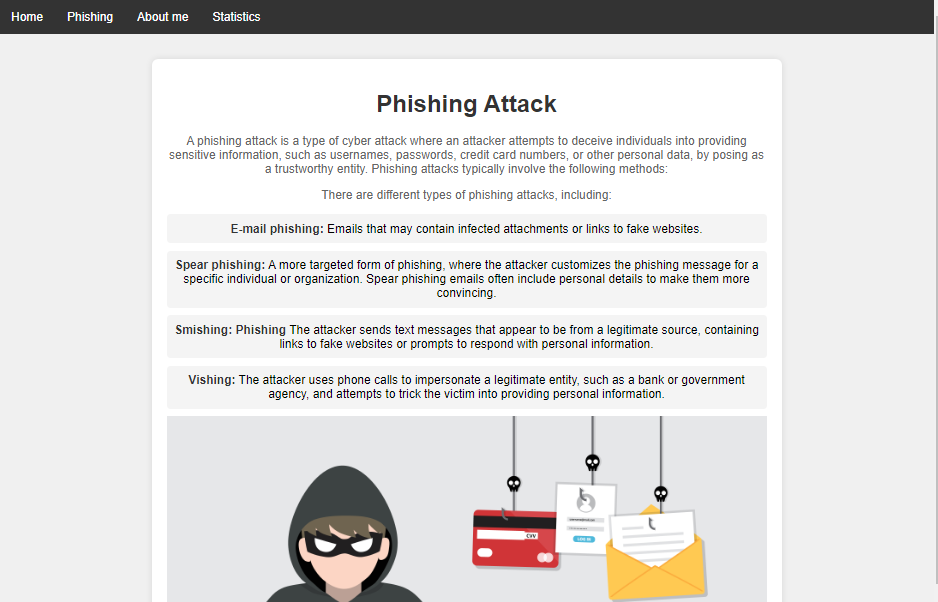 Home Phishing About me Statistics
Phishing Attack
A phishing attack is a type of cyber attack where an attacker attempts to deceive individuals into providing
sensitive information, such as usernames, passwords, credit card numbers, or other personal data, by posing as
a trustworthy entity. Phishing attacks typically involve the following methods:
There are different types of phishing attacks, including:
E-mail phishing: Emails that may contain infected attachments or links to fake websites.
Spear phishing: A more targeted form of phishing, where the attacker customizes the phishing message for a
specific individual or organization. Spear phishing emails often include personal details to make them more
convincing.
Smishing: Phishing The attacker sends text messages that appear to be from a legitimate source, containing
links to fake websites or prompts to respond with personal information.
Vishing: The attacker uses phone calls to impersonate a legitimate entity, such as a bank or government
agency, and attempts to trick the victim into providing personal information.
CVV
LOG IN